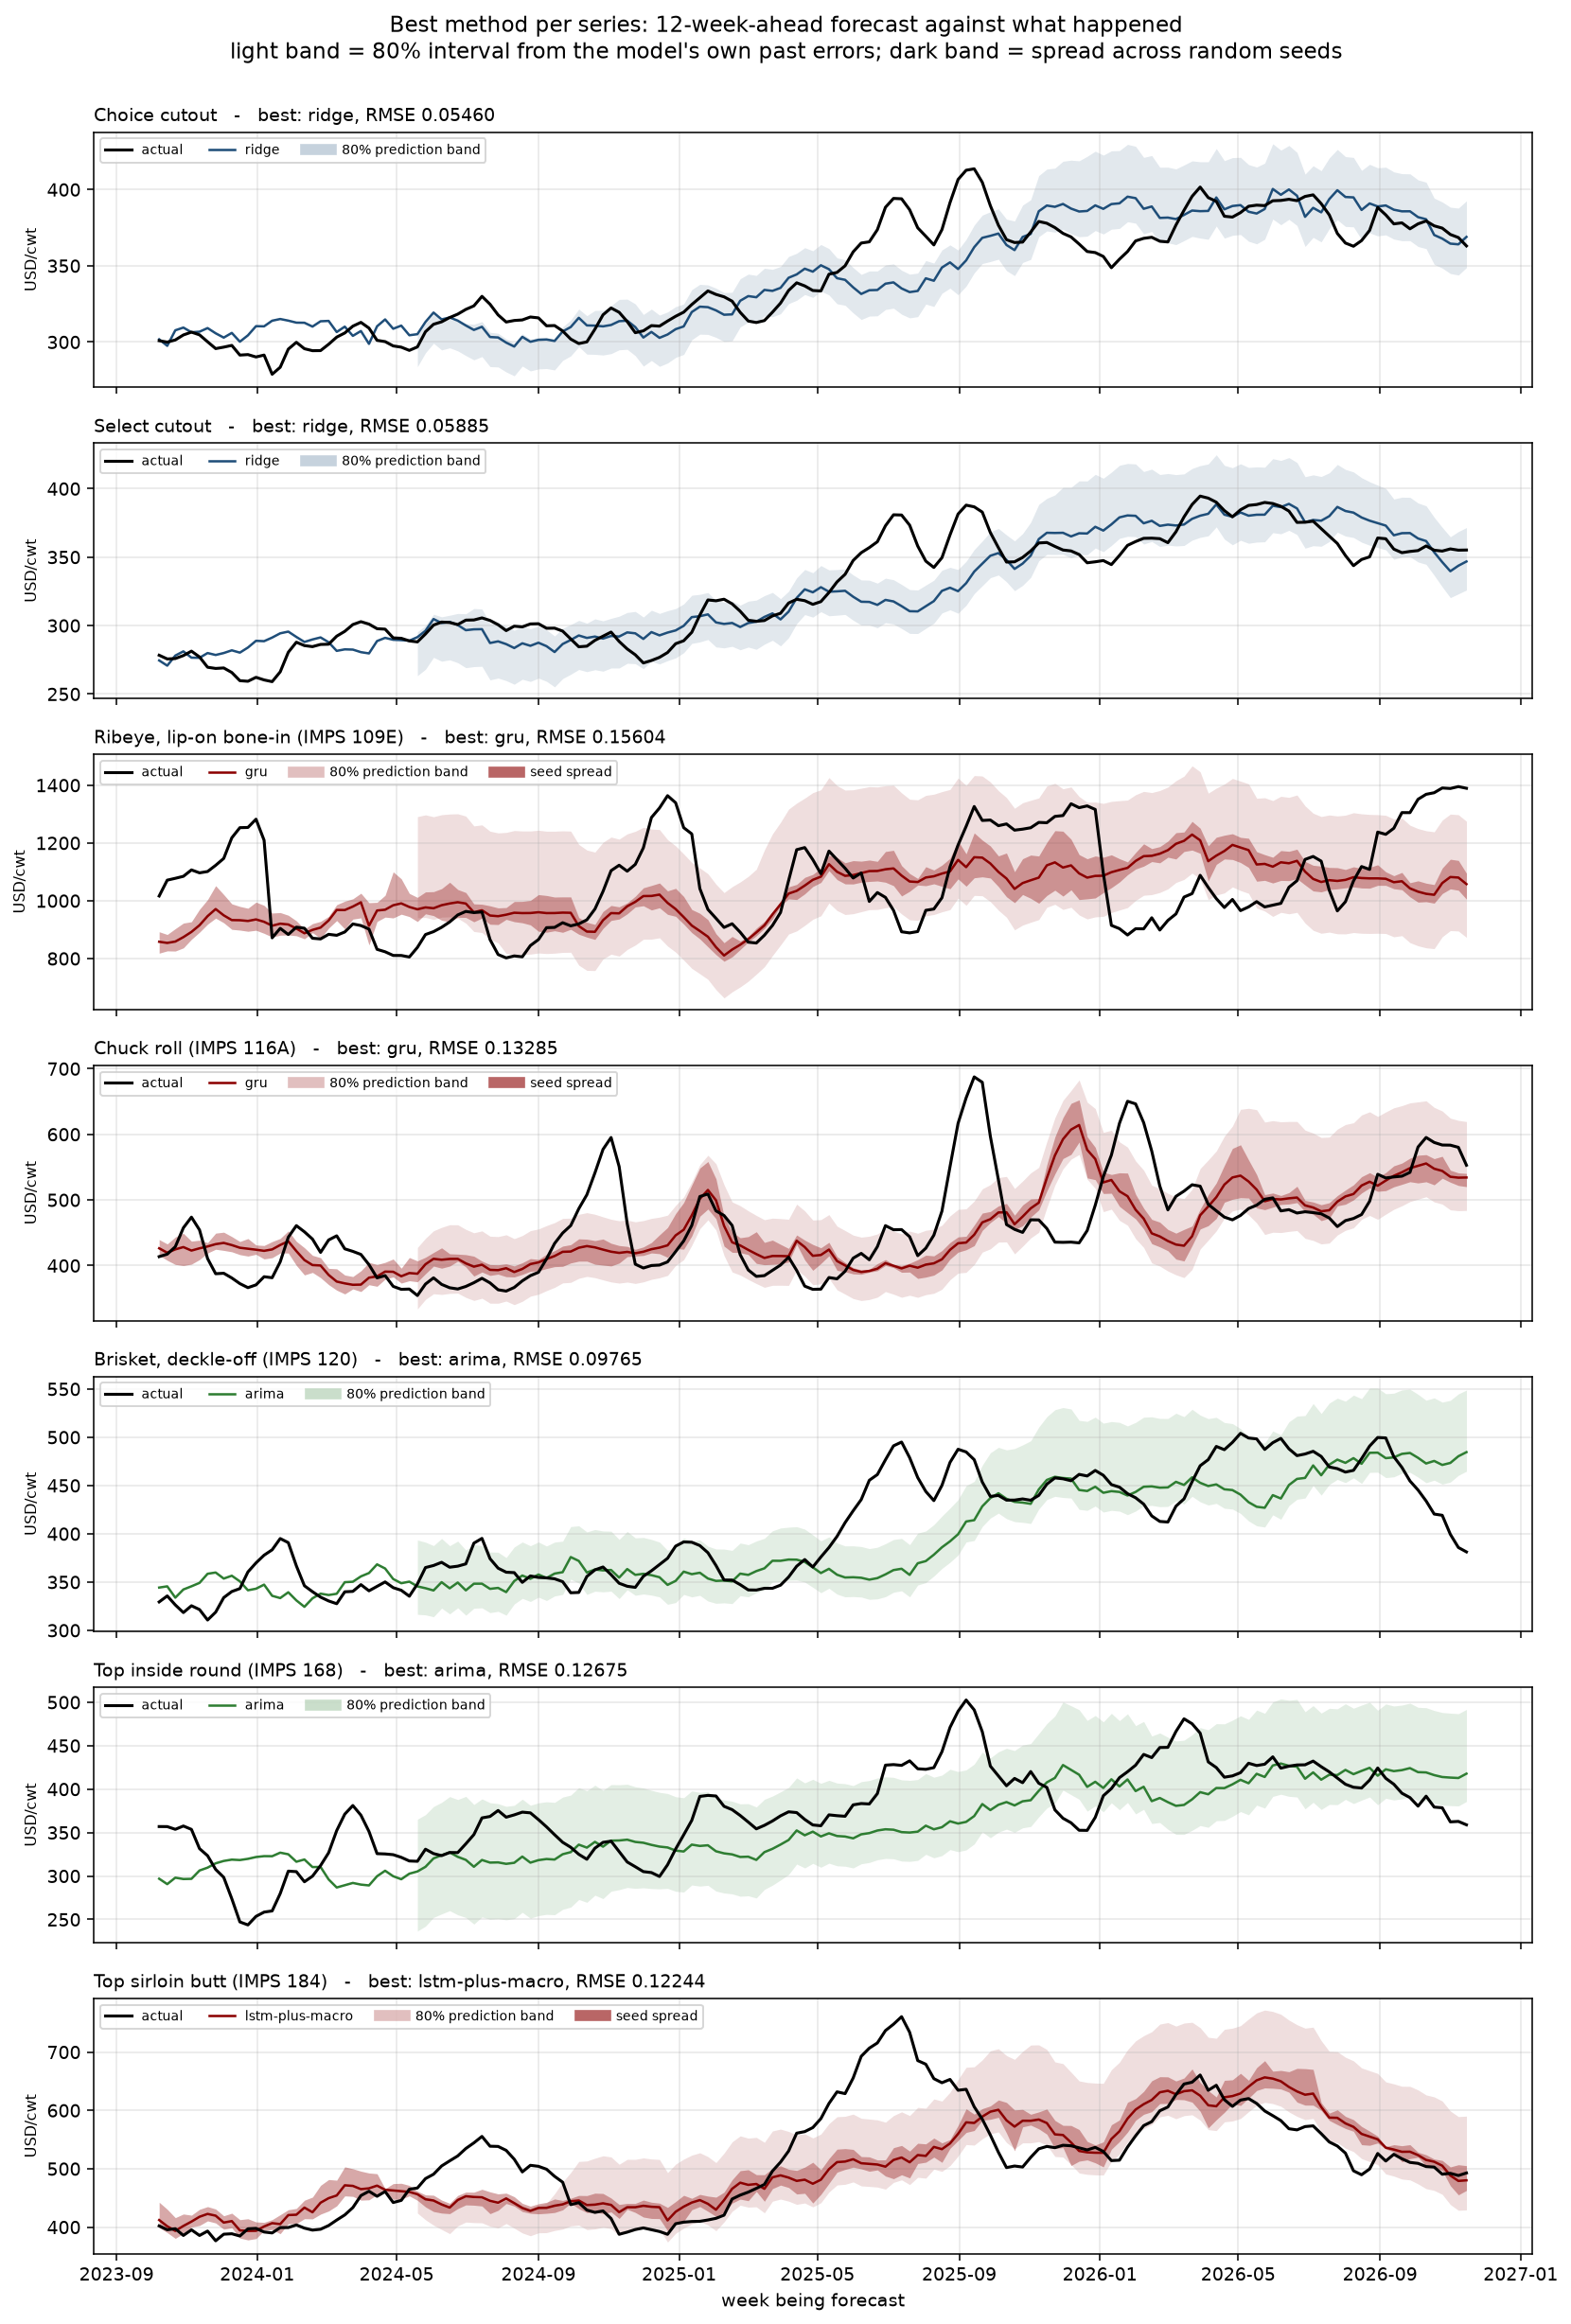 Best method per series: 12-week-ahead forecast against what happened
light band = 80% interval from the model's own past errors; dark band = spread across random seeds
Choice cutout - best: ridge, RMSE 0.05460
actual ridge 80% prediction band
USD/cwt
400
350
300
Select cutout - best: ridge, RMSE 0.05885
actual ridge 80% prediction band
USD/cwt
400
350
300
250
Ribeye, lip-on bone-in (IMPS 109E) - best: gru, RMSE 0.15604
actual gru 80% prediction band seed spread
USD/cwt
1400
1200
1000
800
Chuck roll (IMPS 116A) - best: gru, RMSE 0.13285
actual gru 80% prediction band seed spread
USD/cwt
700
600
500
400
Brisket, deckle-off (IMPS 120) - best: arima, RMSE 0.09765
actual arima 80% prediction band
USD/cwt
550
500
450
400
350
300
Top inside round (IMPS 168) - best: arima, RMSE 0.12675
actual arima 80% prediction band
USD/cwt
500
450
400
350
300
250
Top sirloin butt (IMPS 184) - best: lstm-plus-macro, RMSE 0.12244
actual lstm-plus-macro 80% prediction band seed spread
USD/cwt
700
600
500
400
2023-09 2024-01 2024-05 2024-09 2025-01 2025-05 2025-09 2026-01 2026-05 2026-09 2027-01
week being forecast